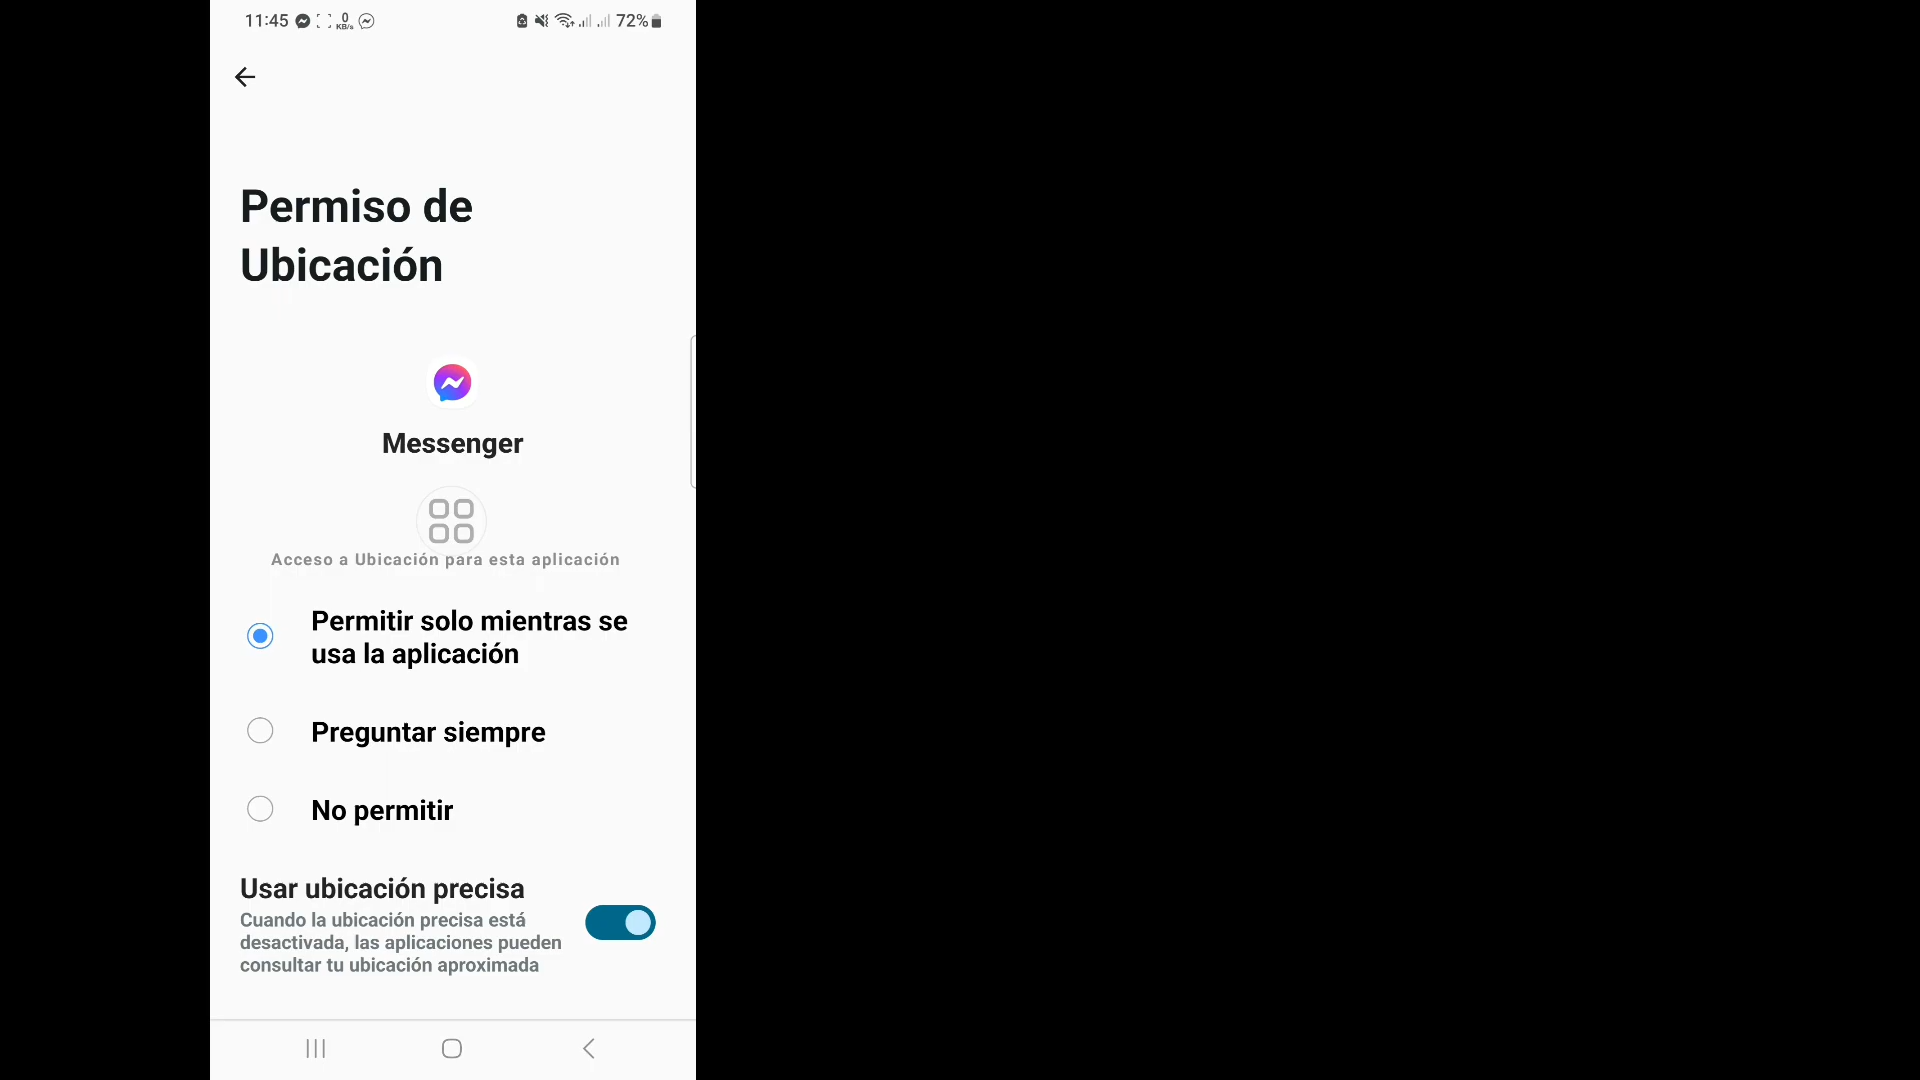 11:45 0 KB/s 72%
Permiso de
Ubicación
Messenger
Acceso a Ubicación para esta aplicación
Permitir solo mientras se
usa la aplicación
Preguntar siempre
No permitir
Usar ubicación precisa
Cuando la ubicación precisa está
desactivada, las aplicaciones pueden
consultar tu ubicación aproximada